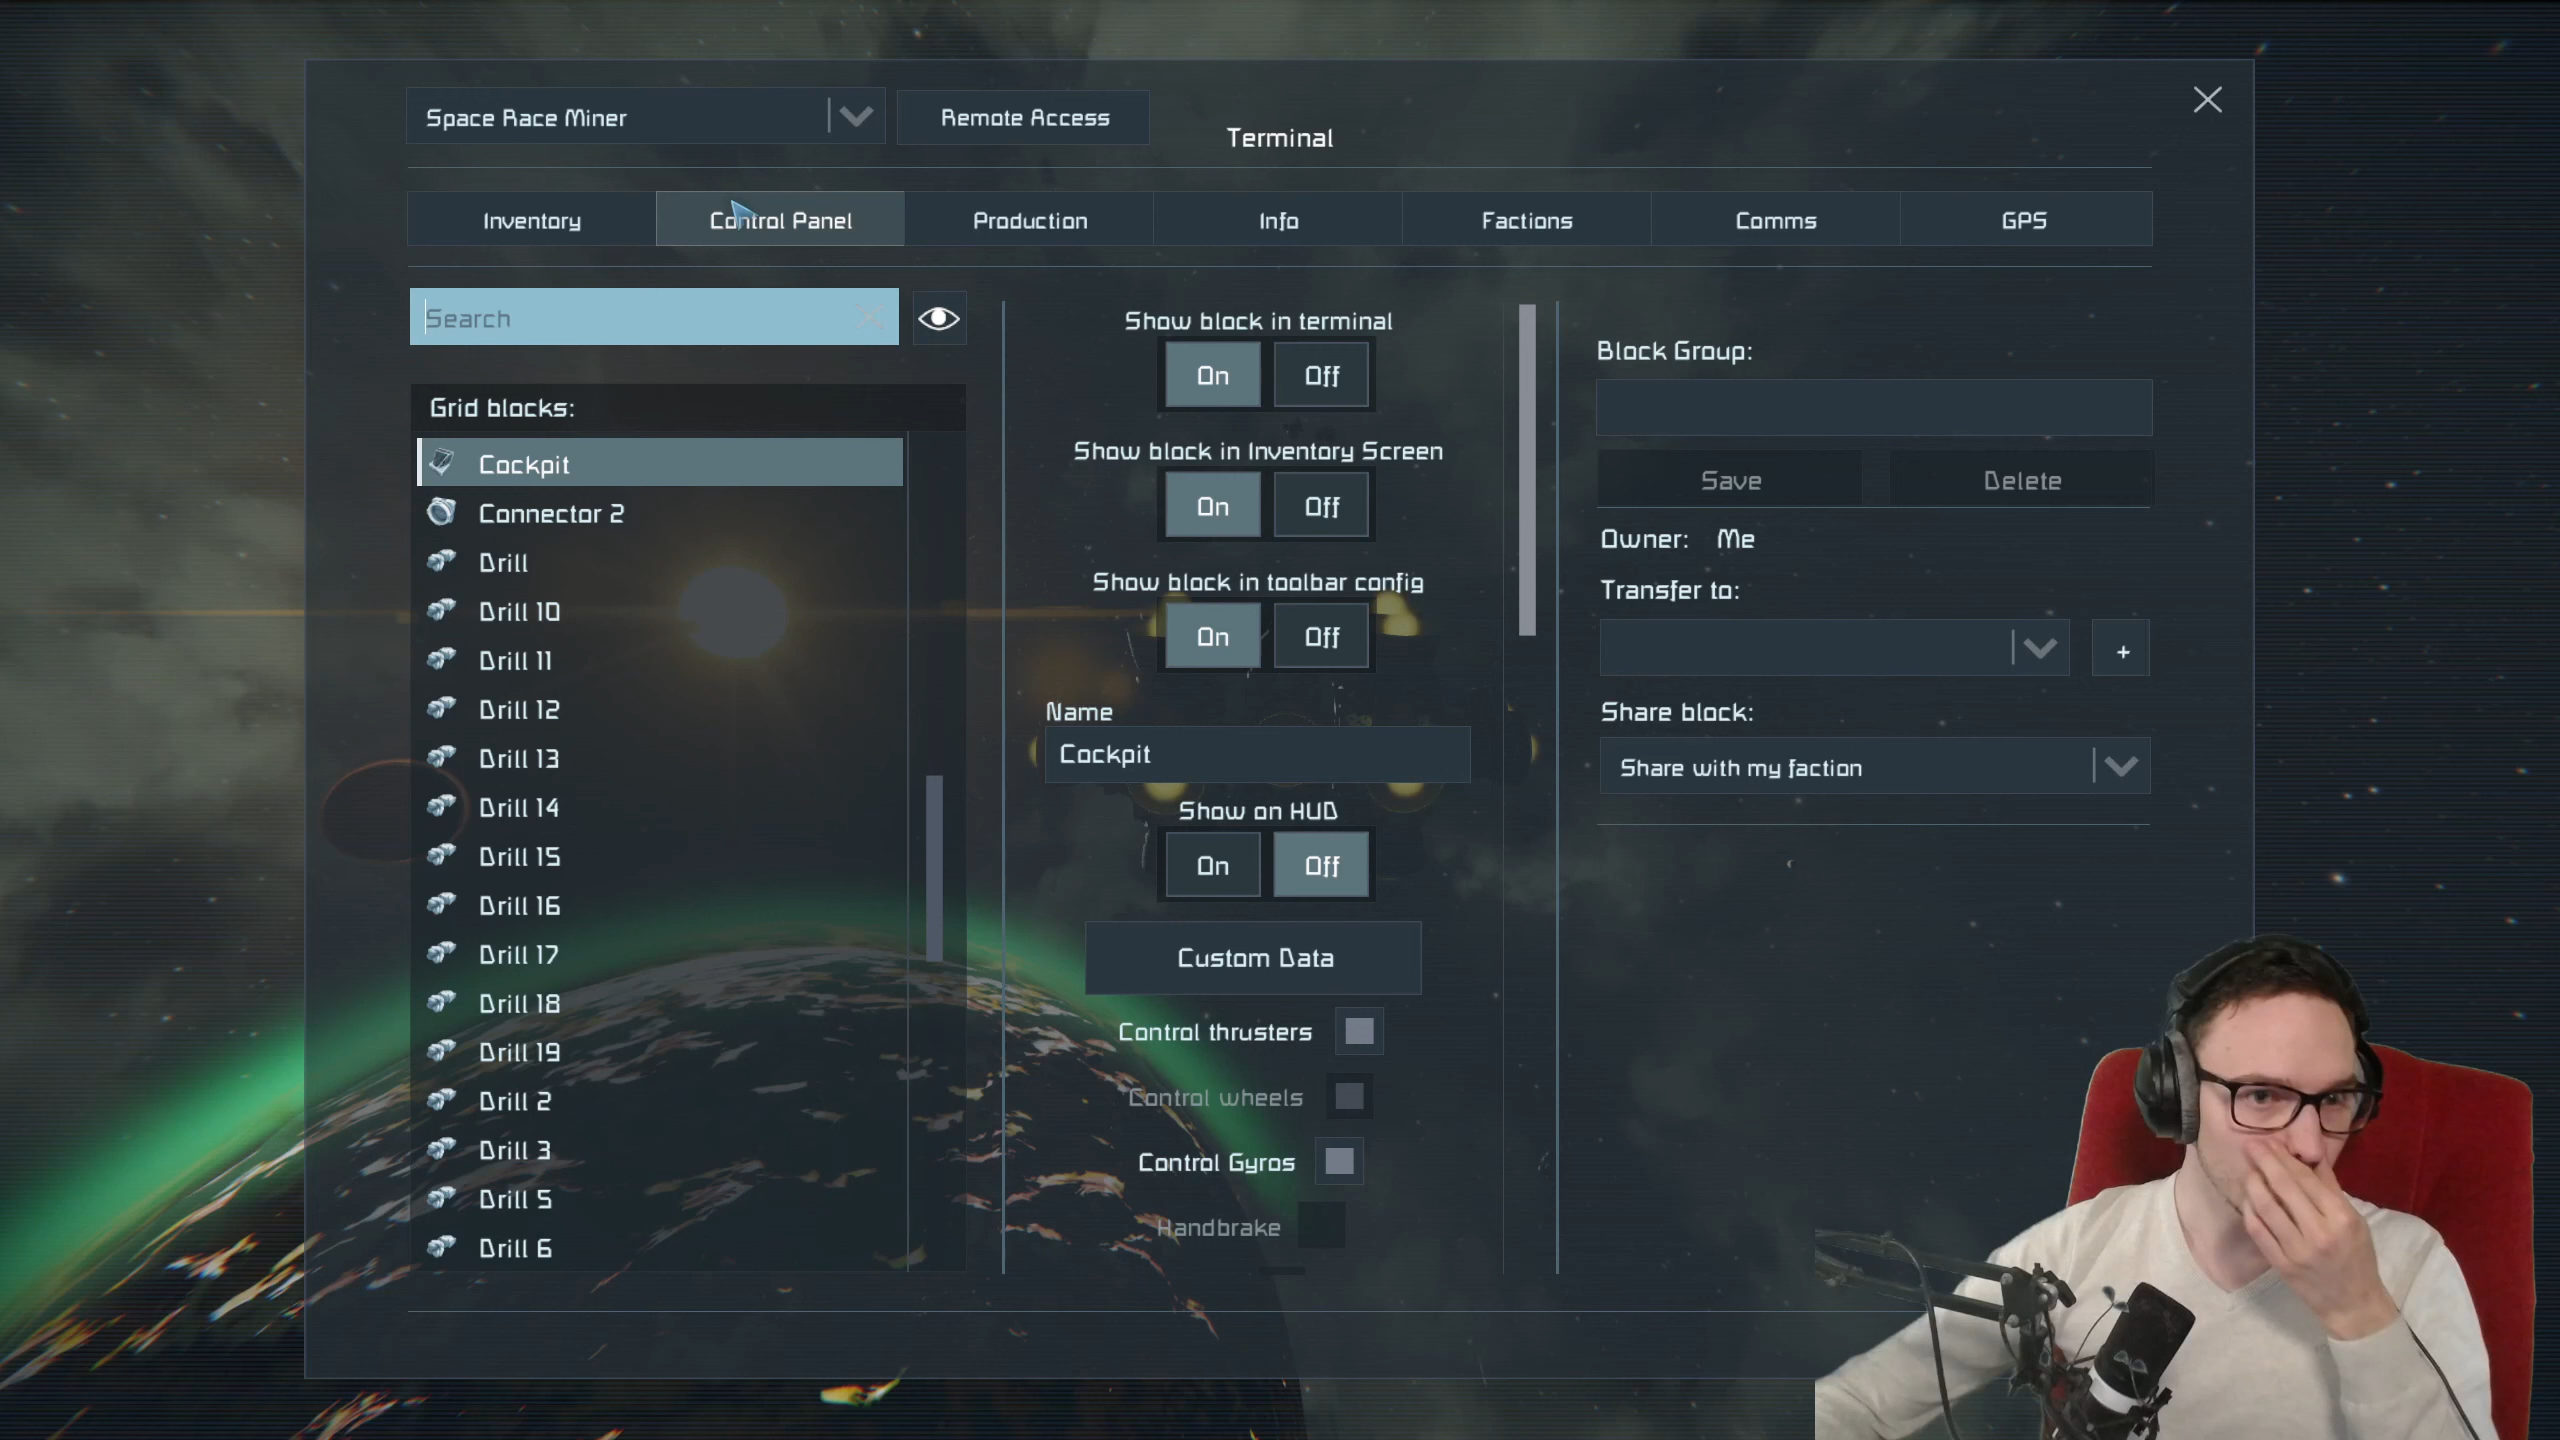 Space Race Miner
Remote Access
Terminal
Inventory
Control Panel
Production
Info
Factions
Comms
GPS
Search
Grid blocks:
Cockpit
Connector 2
Drill
Drill 10
Drill 11
Drill 12
Drill 13
Drill 14
Drill 15
Drill 16
Drill 17
Drill 18
Drill 19
Drill 2
Drill 3
Drill 5
Drill 6
Show block in terminal
On Off
Show block in Inventory Screen
On Off
Show block in toolbar config
On Off
Name
Cockpit
Show on HUD
On Off
Custom Data
Control thrusters
Control wheels
Control Gyros
Handbrake
Block Group:
Save Delete
Owner: Me
Transfer to:
+
Share block:
Share with my faction